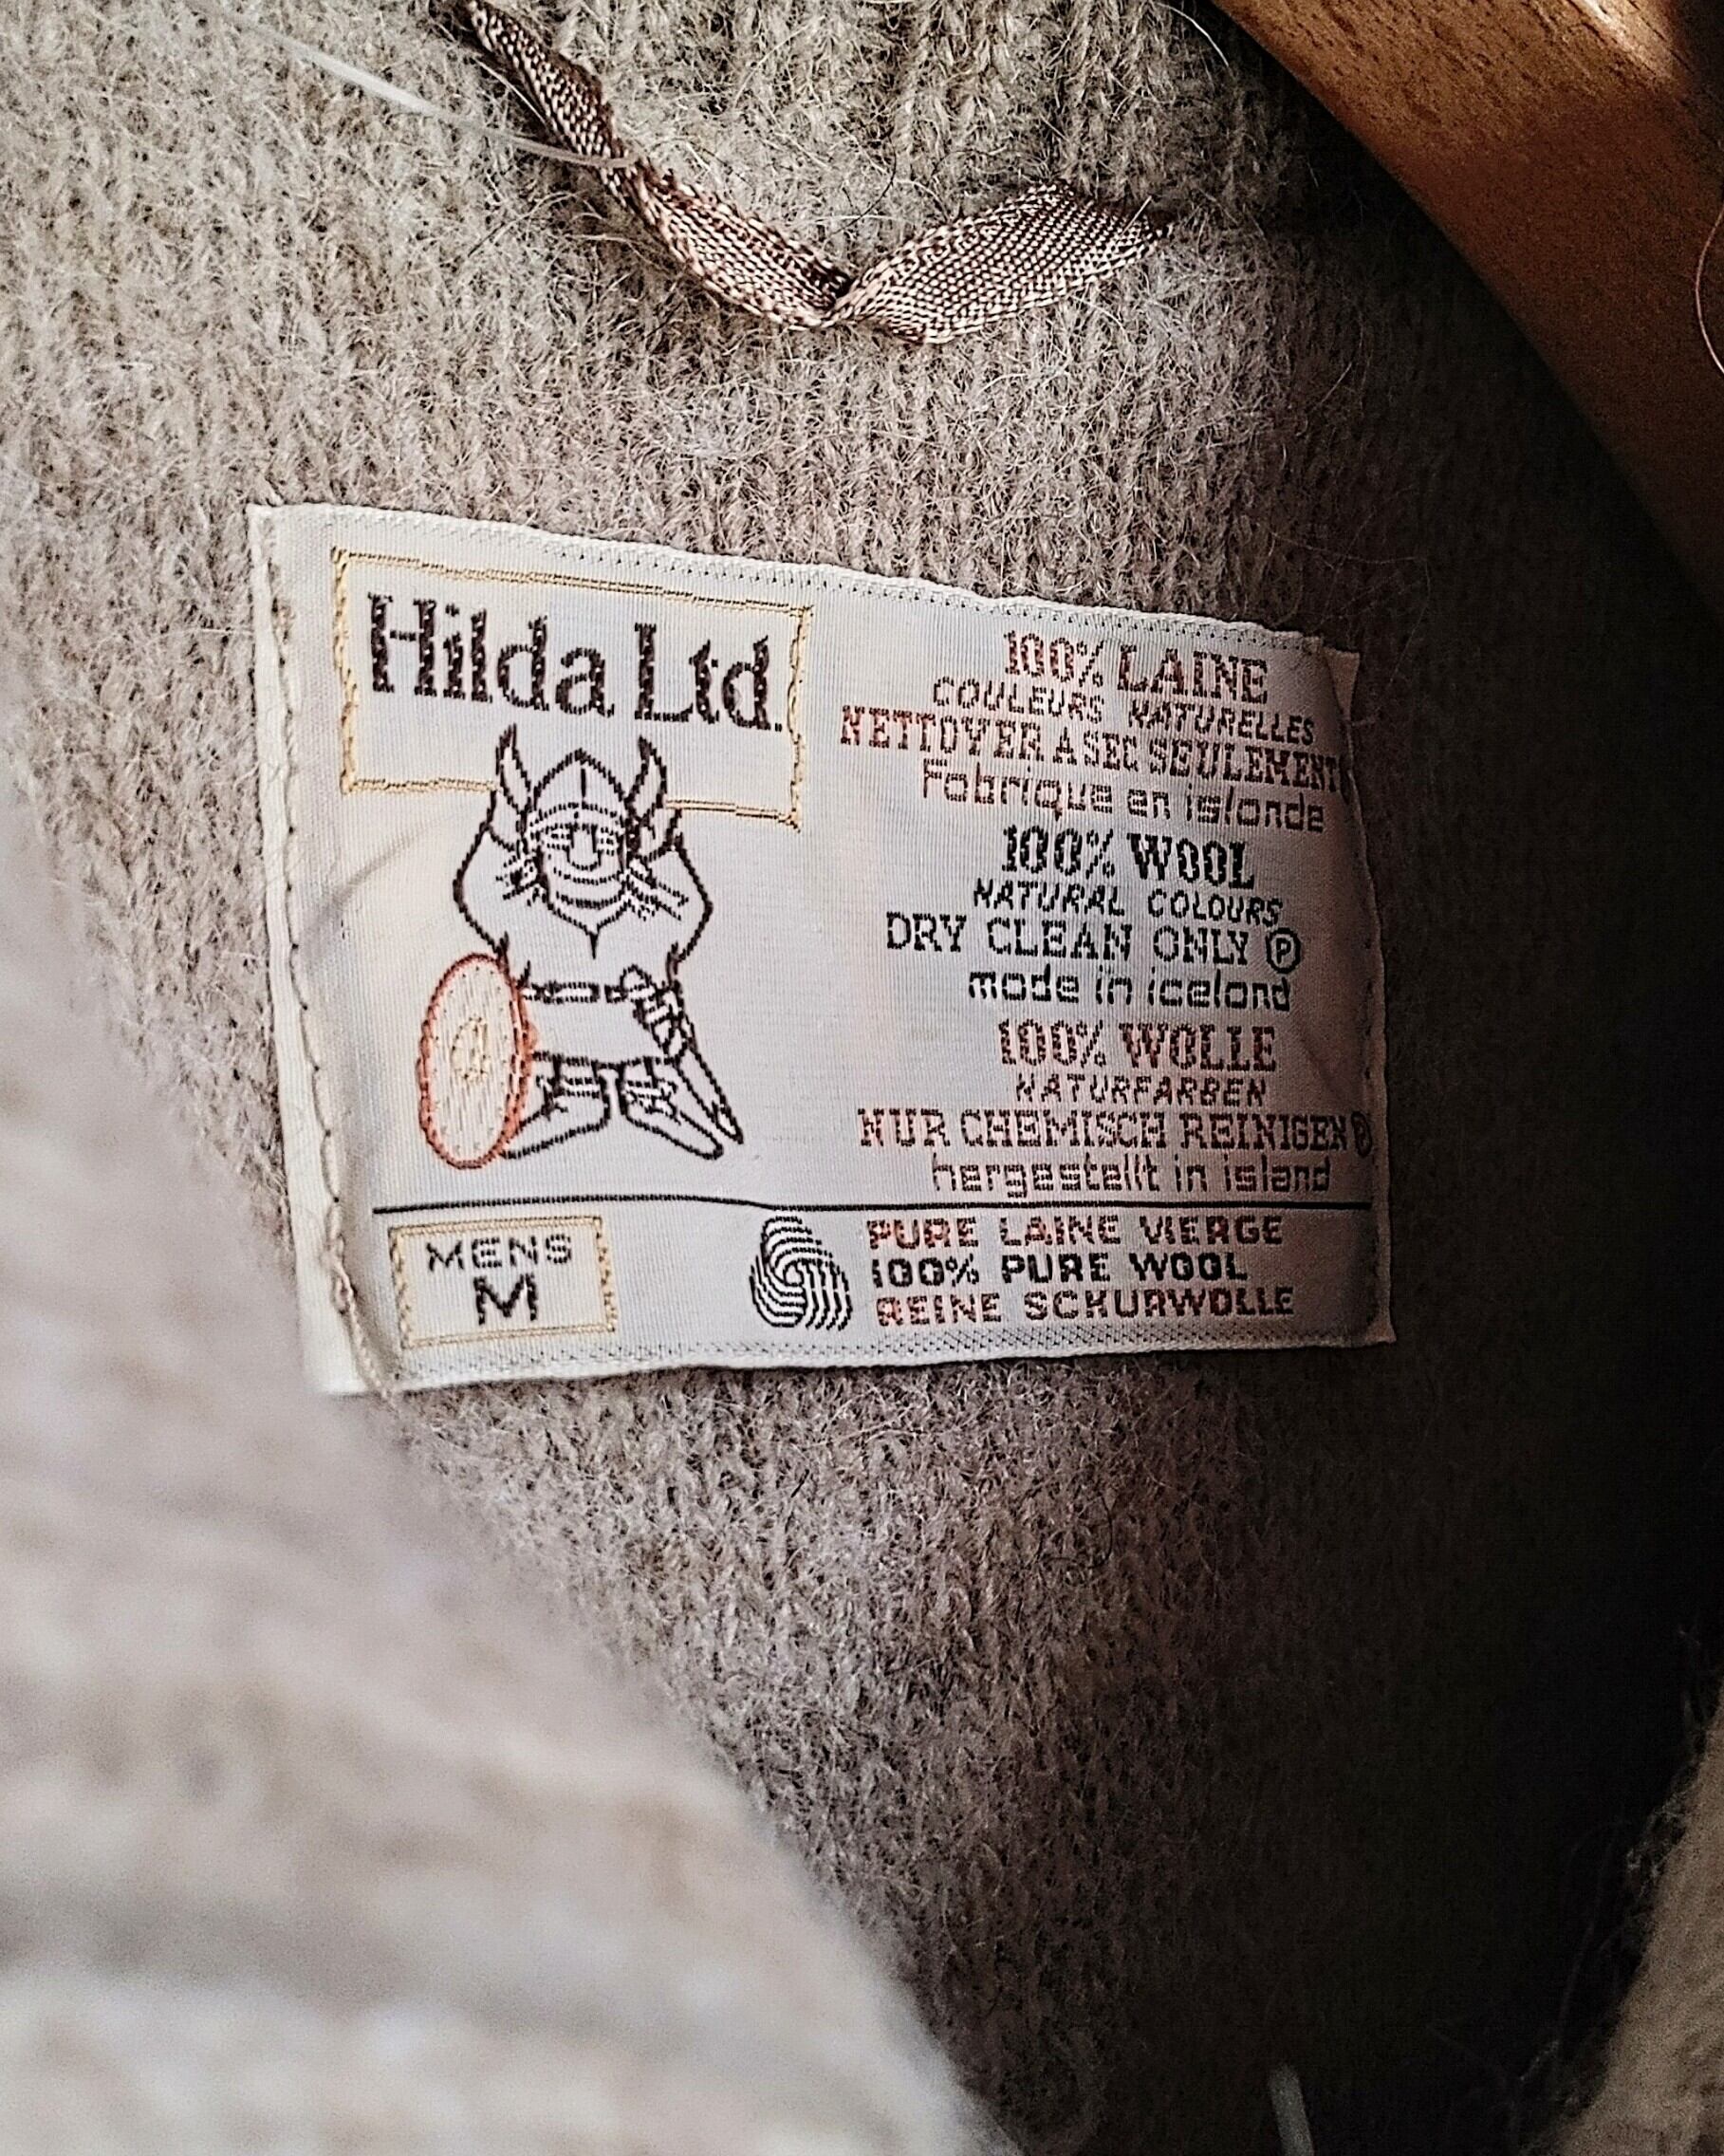 Hilda Ltd.
100% LAINE
COULEURS NATURELLES
NETTOYER A SEC SEULEMENT
Fabrique en islande
100% WOOL
NATURAL COLOURS
DRY CLEAN ONLY Ⓟ
made in iceland
100% WOLLE
NATURFARBEN
NUR CHEMISCH REINIGEN Ⓟ
hergestellt in island
MENS
M
PURE LAINE VIERGE
100% PURE WOOL
REINE SCHURWOLLE